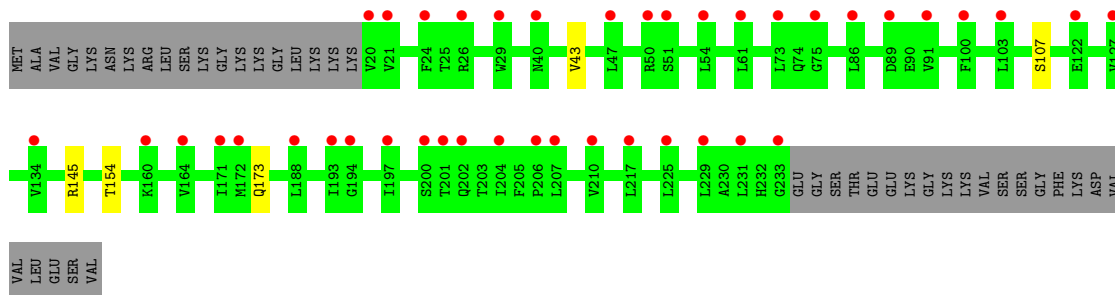 MET ALA VAL GLY LYS ASN LYS ARG LEU SER LYS GLY LYS LYS GLY LEU LYS LYS LYS V20 V21 F24 T25 R26 W29 N40 V43 L47 R50 S51 L54 L61 L73 Q74 G75 L86 D89 E90 V91 F100 L103 S107 E122 V127
V134 R145 T154 K160 V164 I171 M172 Q173 L188 I193 G194 I197 S200 T201 Q202 T203 I204 F205 P206 L207 V210 L217 L225 L229 A230 L231 H232 G233 GLU GLY SER THR GLU GLU LYS GLY LYS LYS VAL SER SER GLY PHE LYS ASP VAL
VAL LEU GLU SER VAL